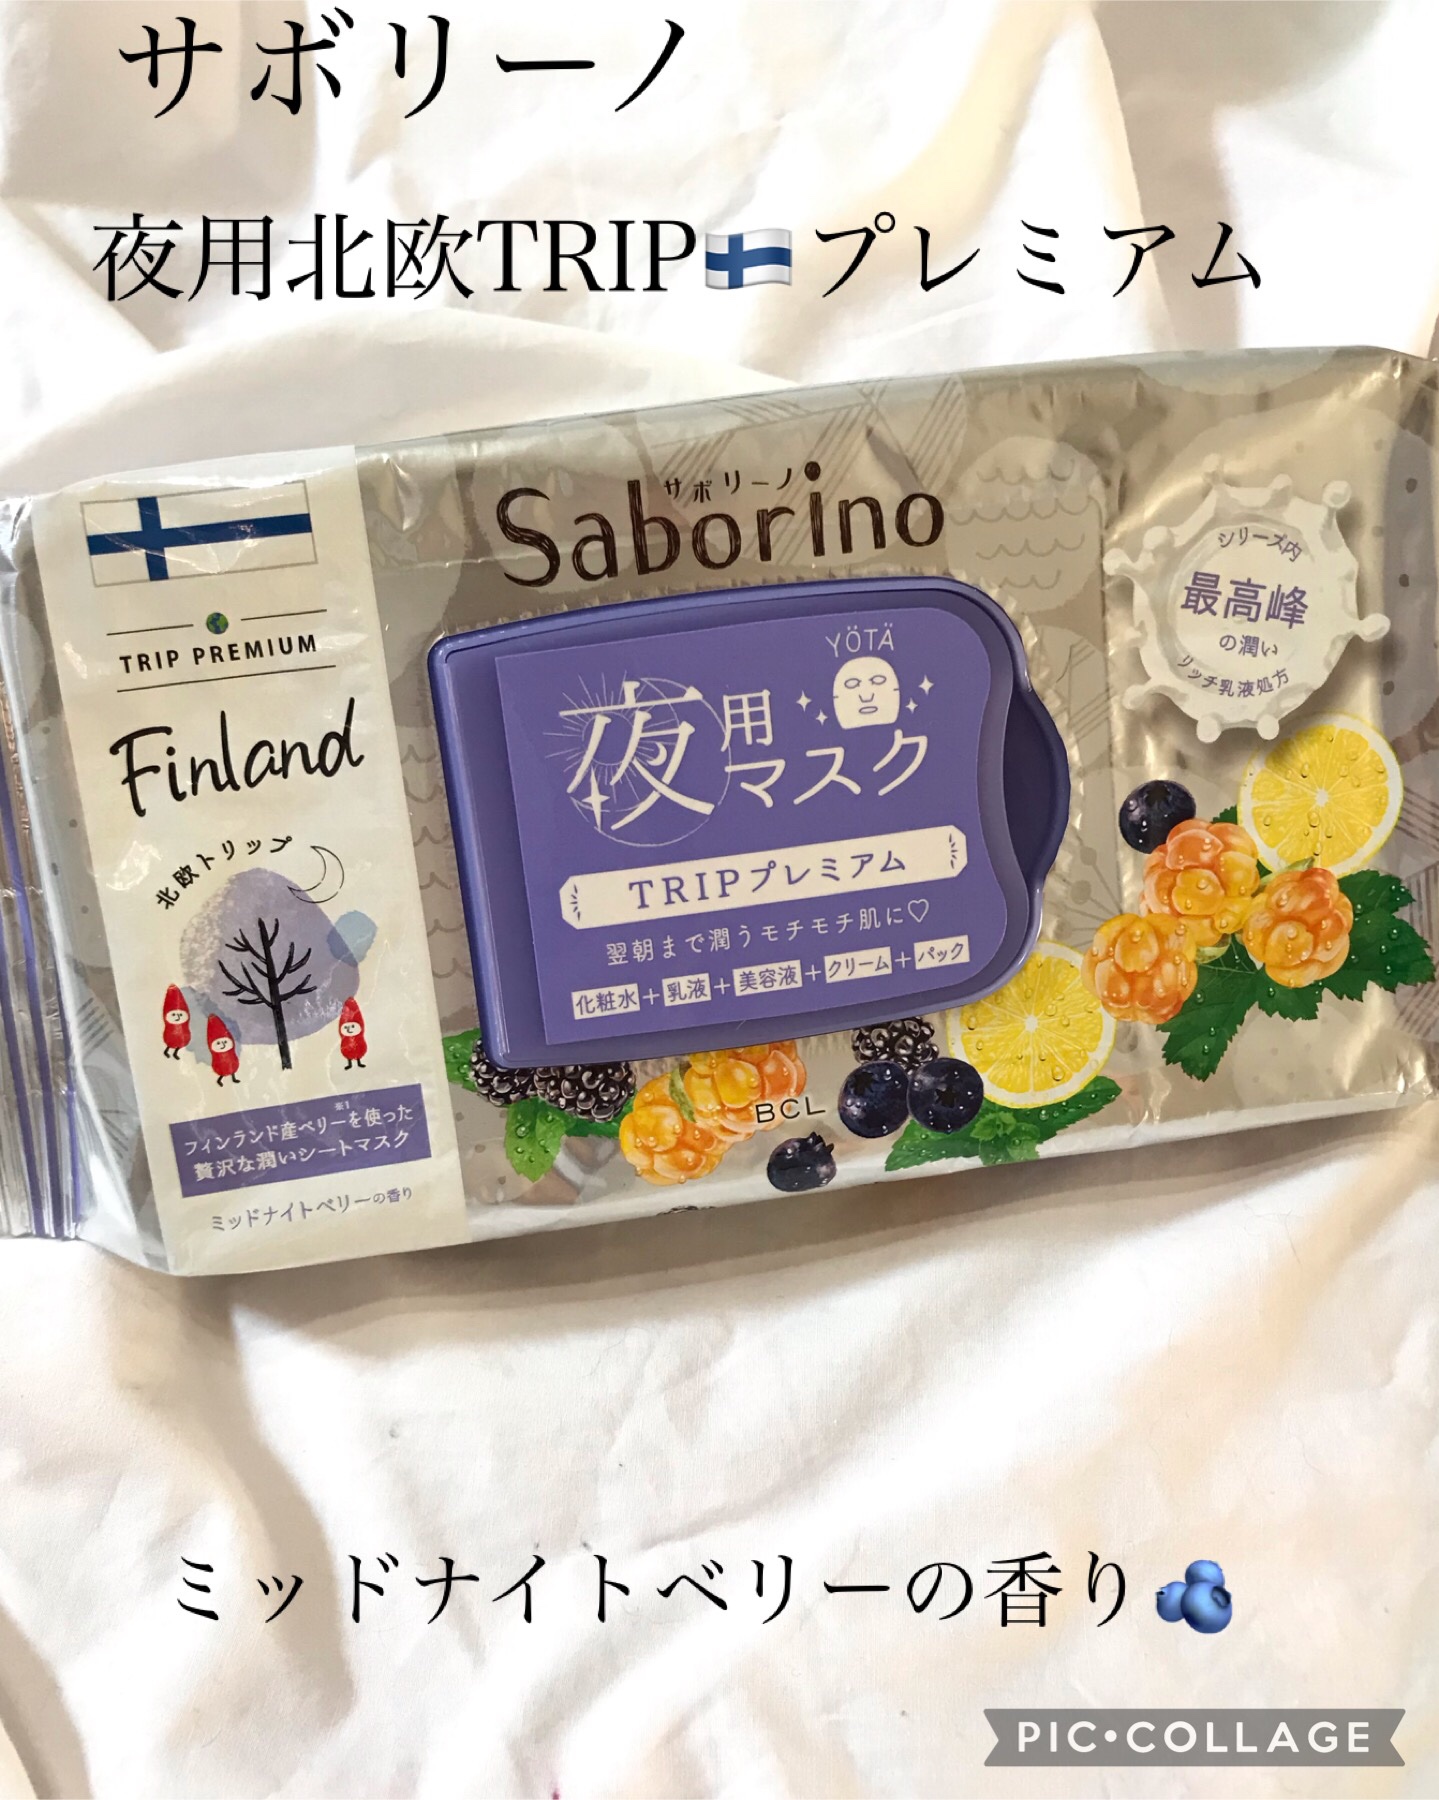 サボリーノ
夜用北欧TRIP🇫🇮プレミアム
サボリーノ
Saborino
TRIP PREMIUM
Finland
北欧トリップ
フィンランド産ベリー※1を使った
贅沢な潤いシートマスク
ミッドナイトベリーの香り
YÖTÄ
夜用
マスク
TRIPプレミアム
翌朝まで潤うモチモチ肌に♡
化粧水+乳液+美容液+クリーム+パック
シリーズ内
最高峰
の潤い
リッチ乳液処方
BCL
ミッドナイトベリーの香り🫐
PIC•COLLAGE